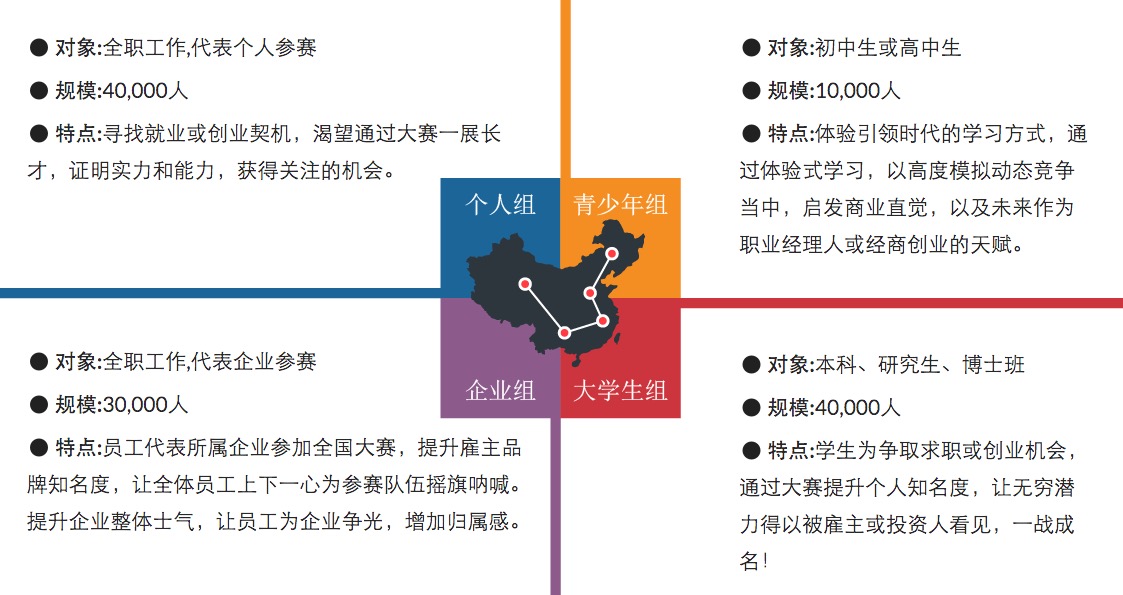 ● 对象:全职工作,代表个人参赛
● 规模:40,000人
● 特点:寻找就业或创业契机，渴望通过大赛一展长
才，证明实力和能力，获得关注的机会。
● 对象:初中生或高中生
● 规模:10,000人
● 特点:体验引领时代的学习方式，通
过体验式学习，以高度模拟动态竞争
当中，启发商业直觉，以及未来作为
职业经理人或经商创业的天赋。
个人组
青少年组
企业组
大学生组
● 对象:全职工作,代表企业参赛
● 规模:30,000人
● 特点:员工代表所属企业参加全国大赛，提升雇主品
牌知名度，让全体员工上下一心为参赛队伍摇旗呐喊。
提升企业整体士气，让员工为企业争光，增加归属感。
● 对象:本科、研究生、博士班
● 规模:40,000人
● 特点:学生为争取求职或创业机会，
通过大赛提升个人知名度，让无穷潜
力得以被雇主或投资人看见，一战成
名！